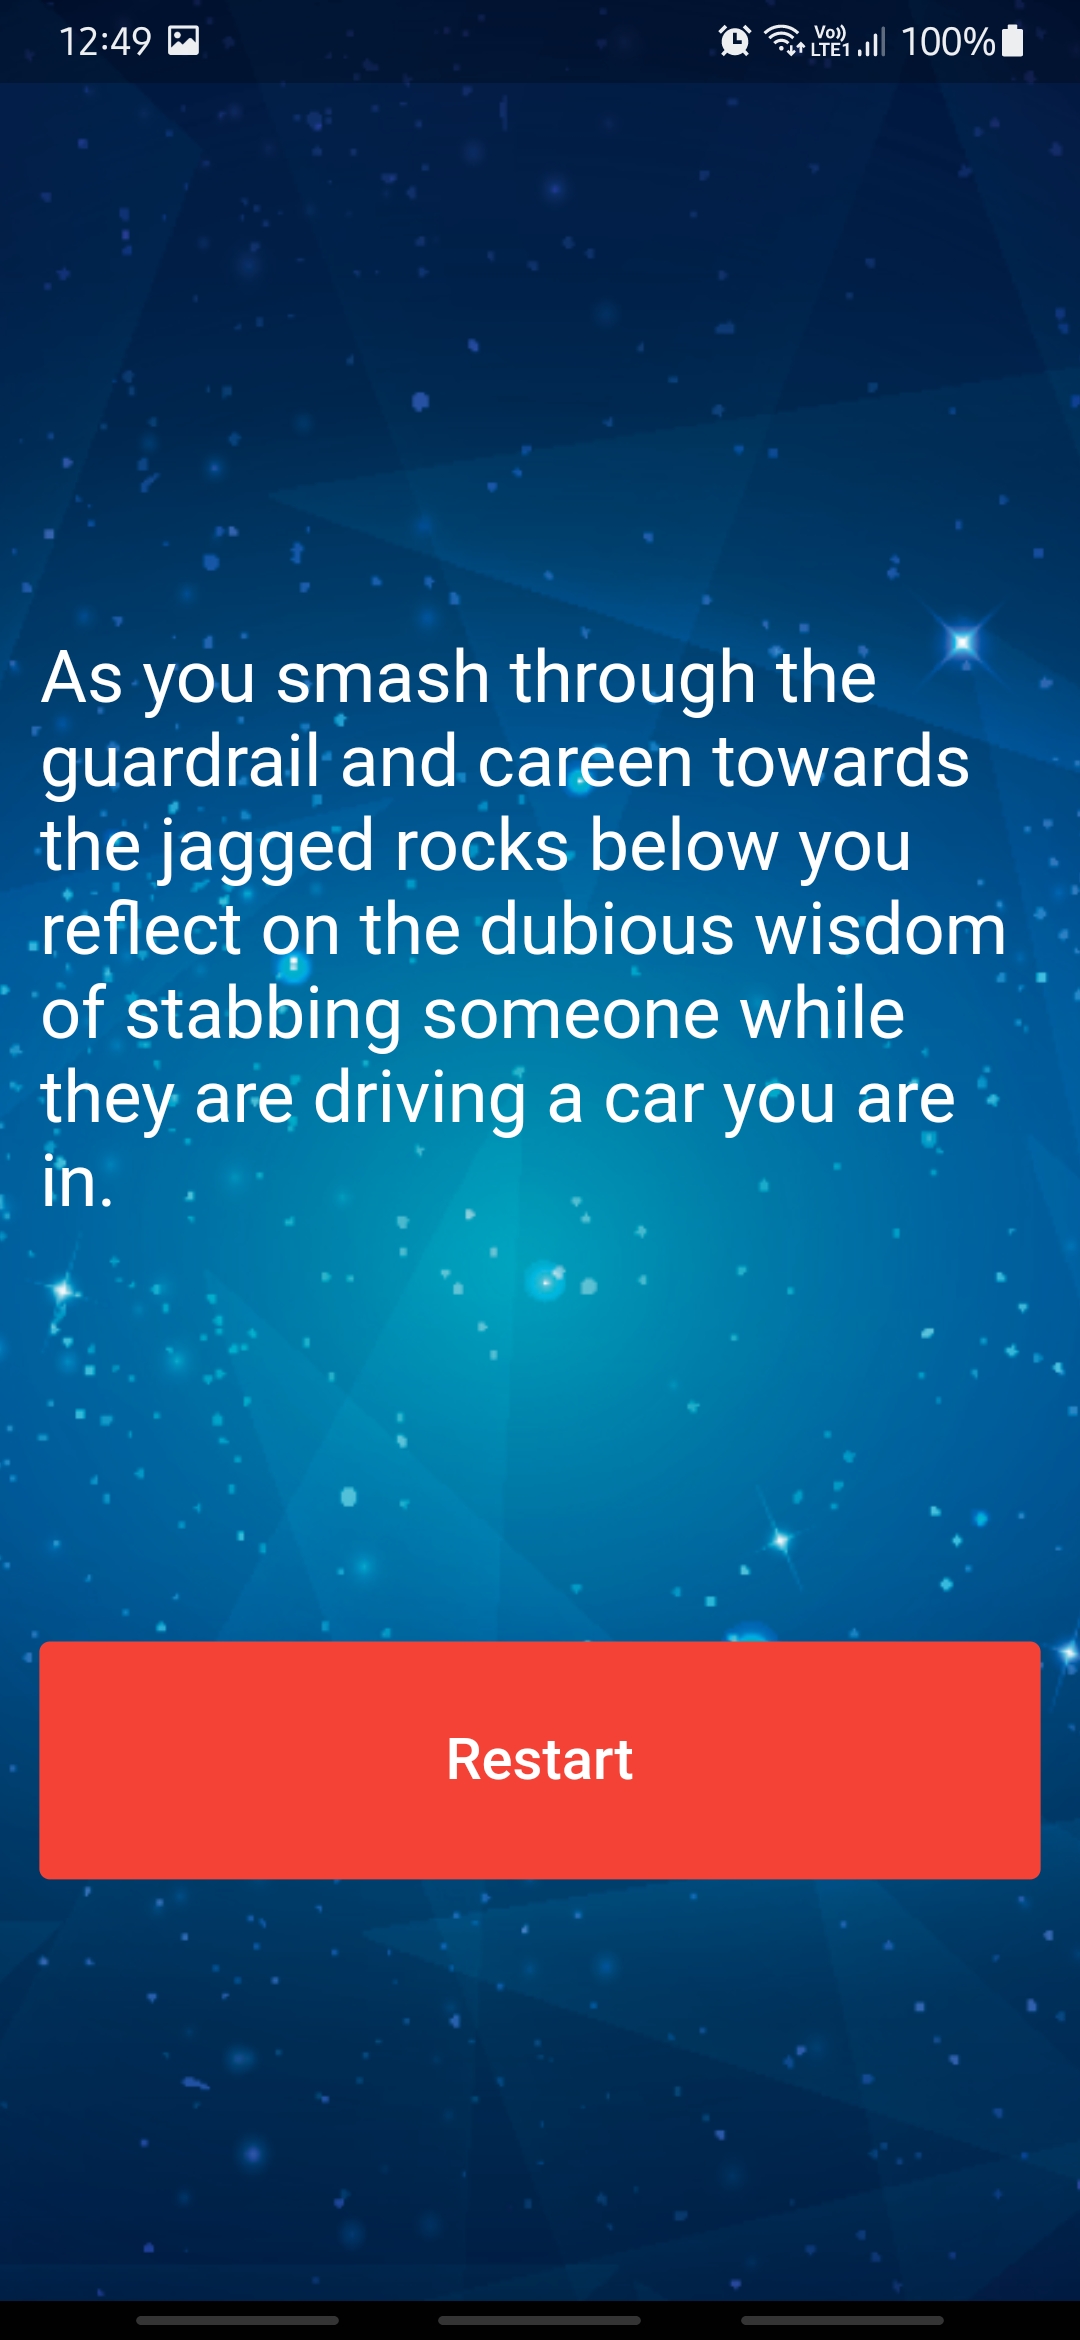 12:49 Vo)) LTE1 100%
As you smash through the
guardrail and careen towards
the jagged rocks below you
reflect on the dubious wisdom
of stabbing someone while
they are driving a car you are
in.
Restart